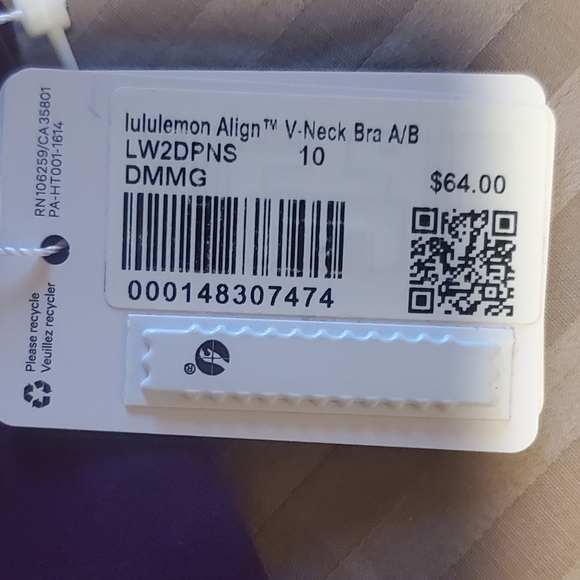 lululemon Align™ V-Neck Bra A/B
LW2DPNS 10
DMMG $64.00
000148307474
RN106259/CA35801
PA-HT001-1614
Please recycle
Veuillez recycler
®